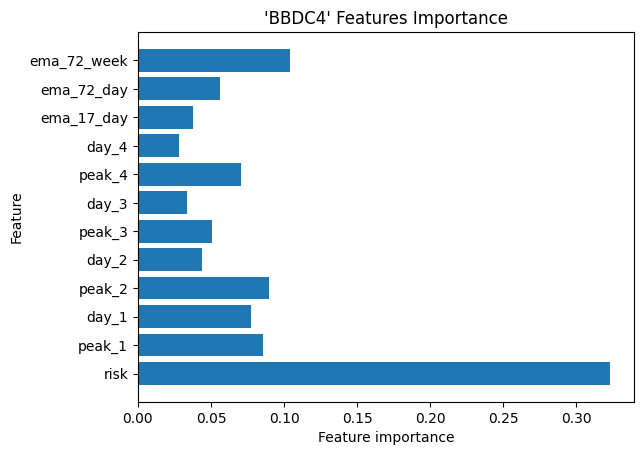 'BBDC4' Features Importance
Feature
ema_72_week
ema_72_day
ema_17_day
day_4
peak_4
day_3
peak_3
day_2
peak_2
day_1
peak_1
risk
0.00 0.05 0.10 0.15 0.20 0.25 0.30
Feature importance